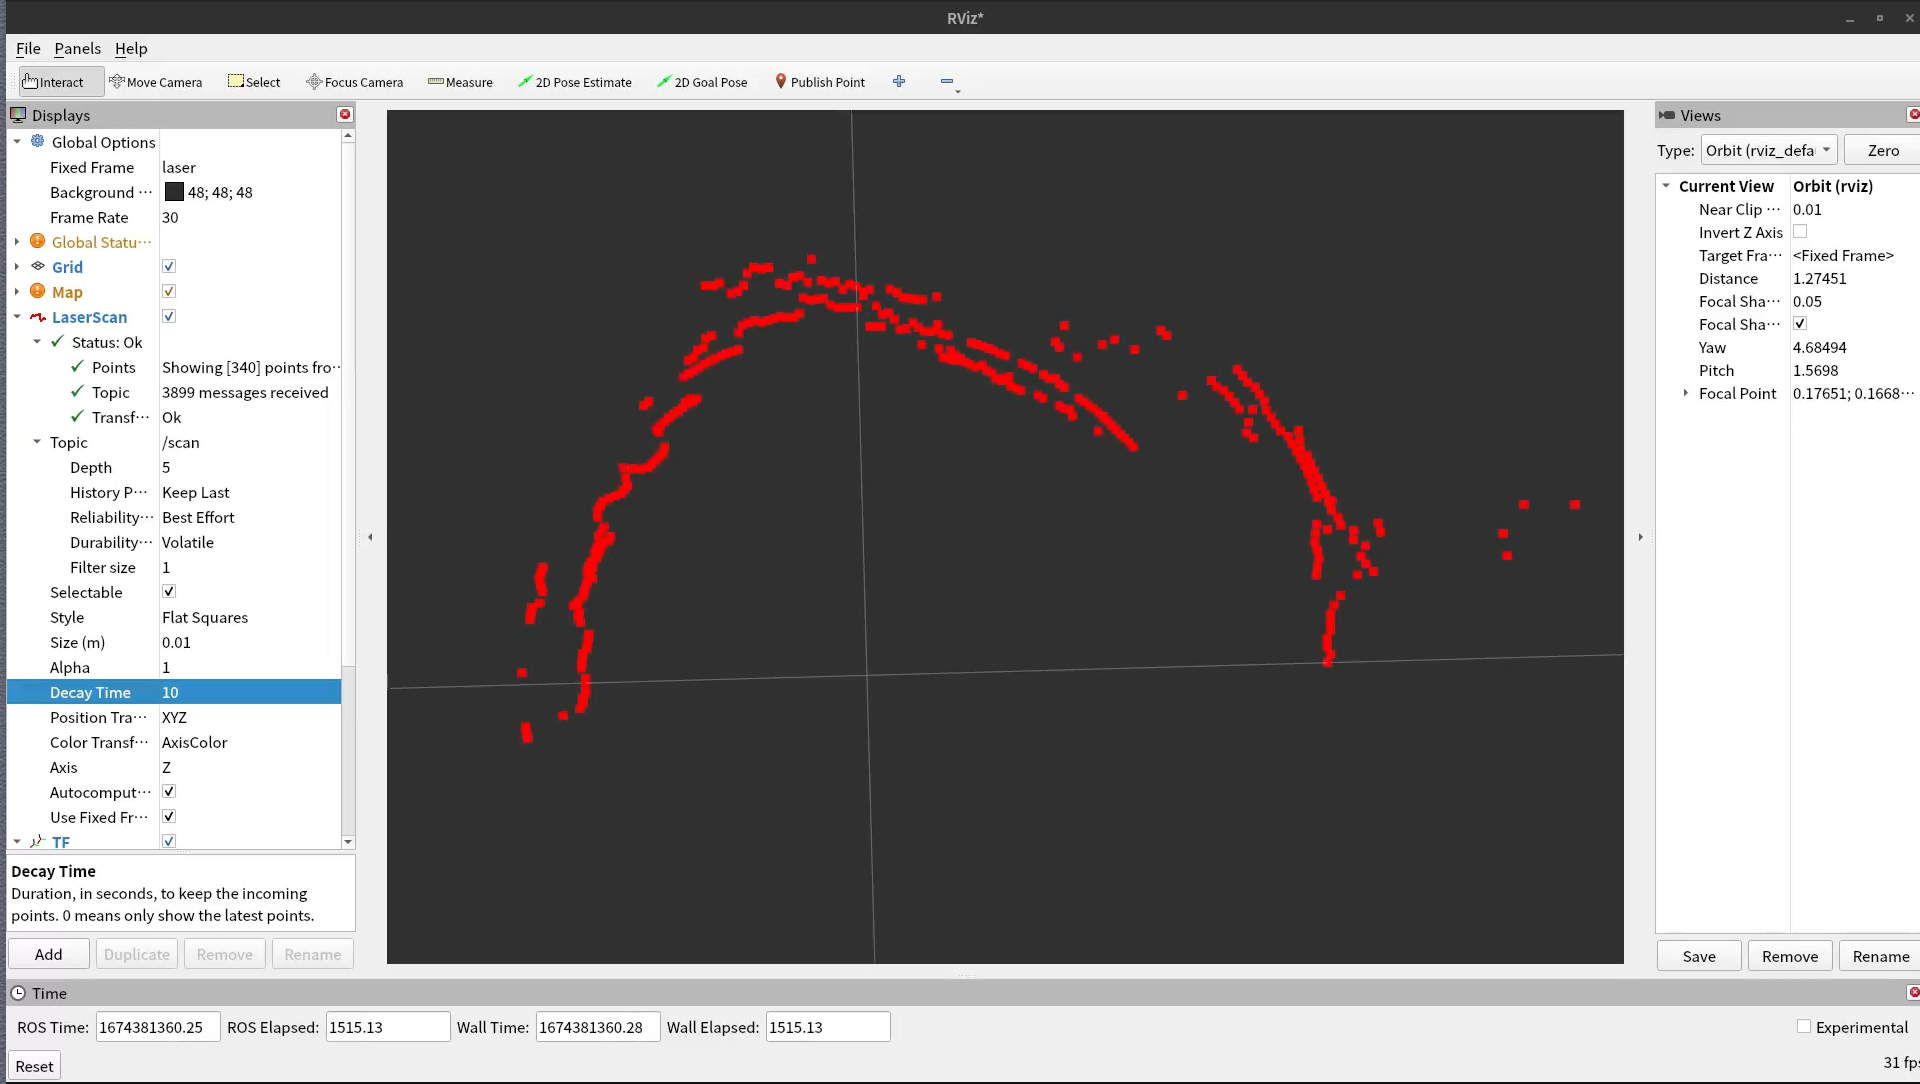 RViz*
File Panels Help
Interact Move Camera Select Focus Camera Measure 2D Pose Estimate 2D Goal Pose Publish Point
Displays
Global Options
Fixed Frame laser
Background ··· 48; 48; 48
Frame Rate 30
Global Statu···
Grid
Map
LaserScan
Status: Ok
Points Showing [340] points fro··
Topic 3899 messages received
Transf··· Ok
Topic /scan
Depth 5
History P··· Keep Last
Reliability··· Best Effort
Durability··· Volatile
Filter size 1
Selectable
Style Flat Squares
Size (m) 0.01
Alpha 1
Decay Time 10
Position Tra··· XYZ
Color Transf··· AxisColor
Axis Z
Autocomput···
Use Fixed Fr···
TF
Decay Time
Duration, in seconds, to keep the incoming
points. 0 means only show the latest points.
Add Duplicate Remove Rename
Views
Type: Orbit (rviz_defa Zero
Current View Orbit (rviz)
Near Clip ··· 0.01
Invert Z Axis
Target Fra··· <Fixed Frame>
Distance 1.27451
Focal Sha··· 0.05
Focal Sha···
Yaw 4.68494
Pitch 1.5698
Focal Point 0.17651; 0.1668···
Save Remove Rename
Time
ROS Time: 1674381360.25 ROS Elapsed: 1515.13 Wall Time: 1674381360.28 Wall Elapsed: 1515.13 Experimental
Reset 31 fps